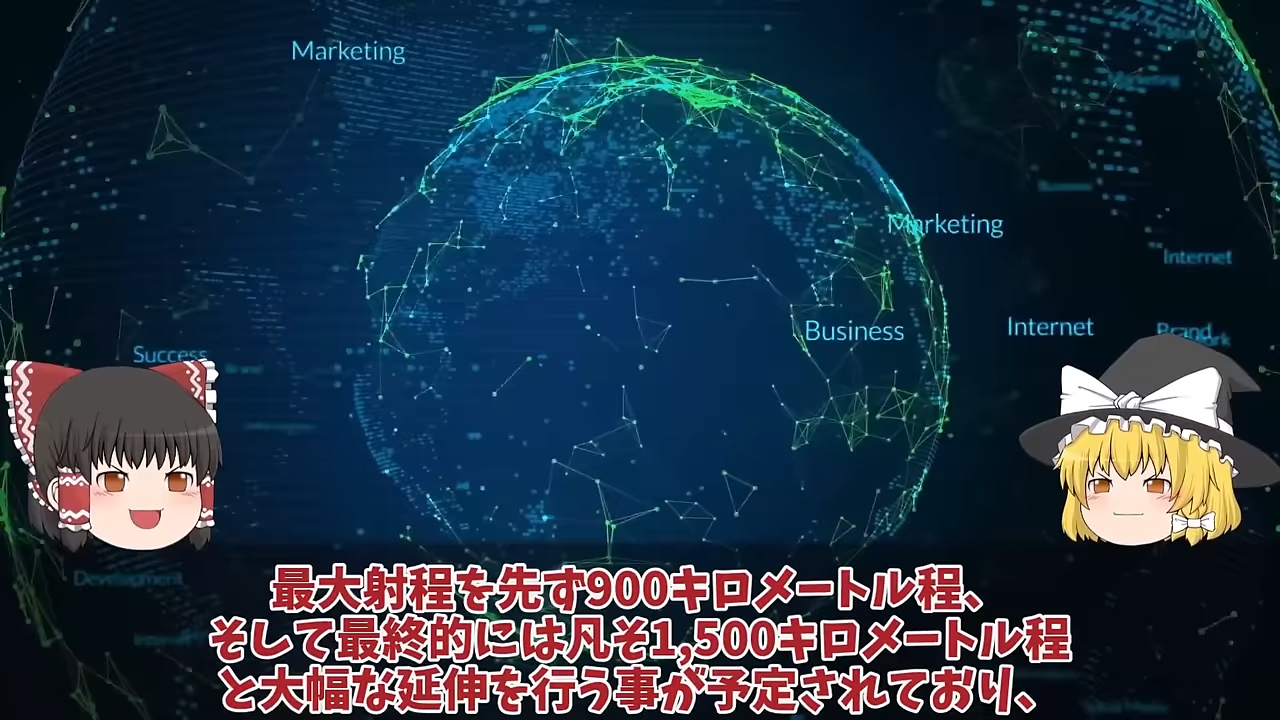 Marketing
Marketing
Internet
Business
Internet
Brand
Success
Development
最大射程を先ず900キロメートル程、
そして最終的には凡そ1,500キロメートル程
と大幅な延伸を行う事が予定されており、